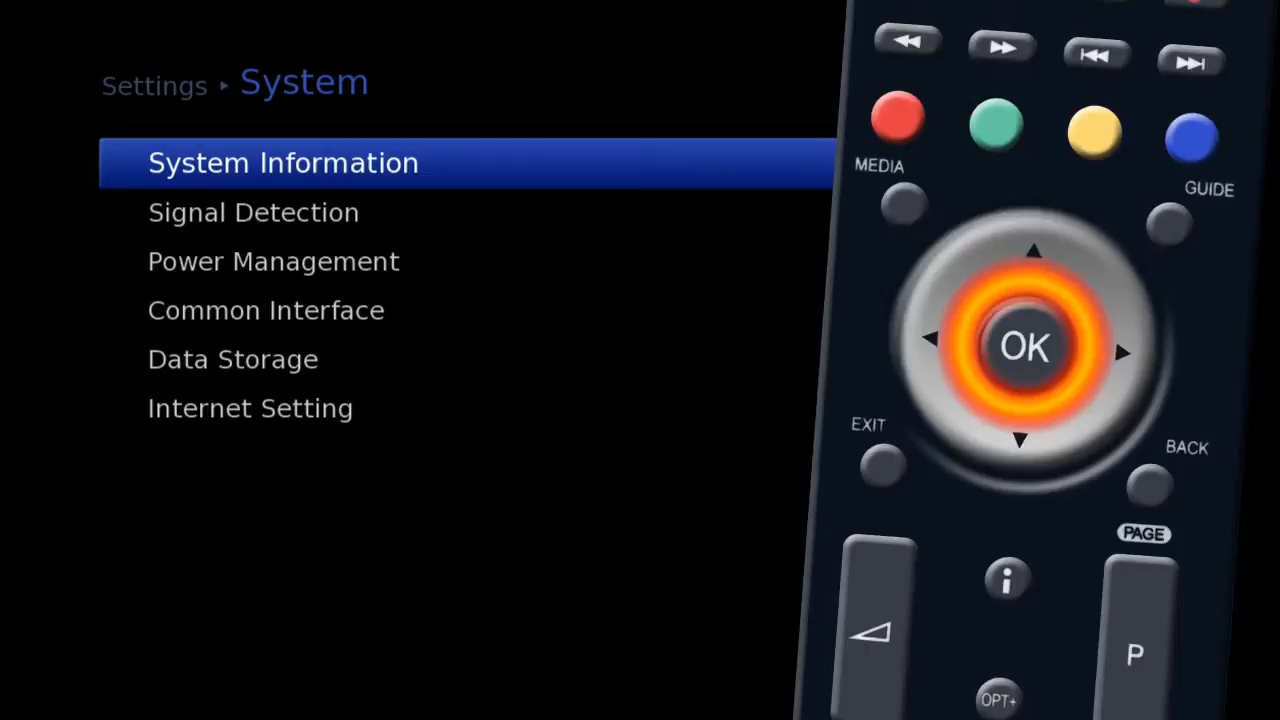 Settings ▸ System
System Information
Signal Detection
Power Management
Common Interface
Data Storage
Internet Setting
MEDIA
GUIDE
OK
EXIT
BACK
PAGE
i
P
OPT+